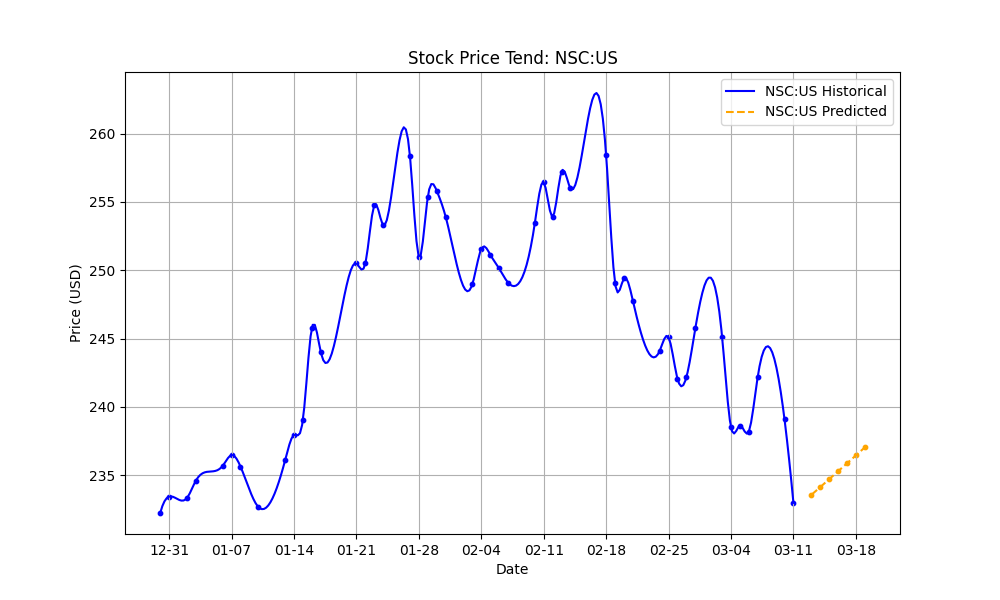 Stock Price Tend: NSC:US
NSC:US Historical
NSC:US Predicted
Price (USD)
260
255
250
245
240
235
12-31 01-07 01-14 01-21 01-28 02-04 02-11 02-18 02-25 03-04 03-11 03-18
Date